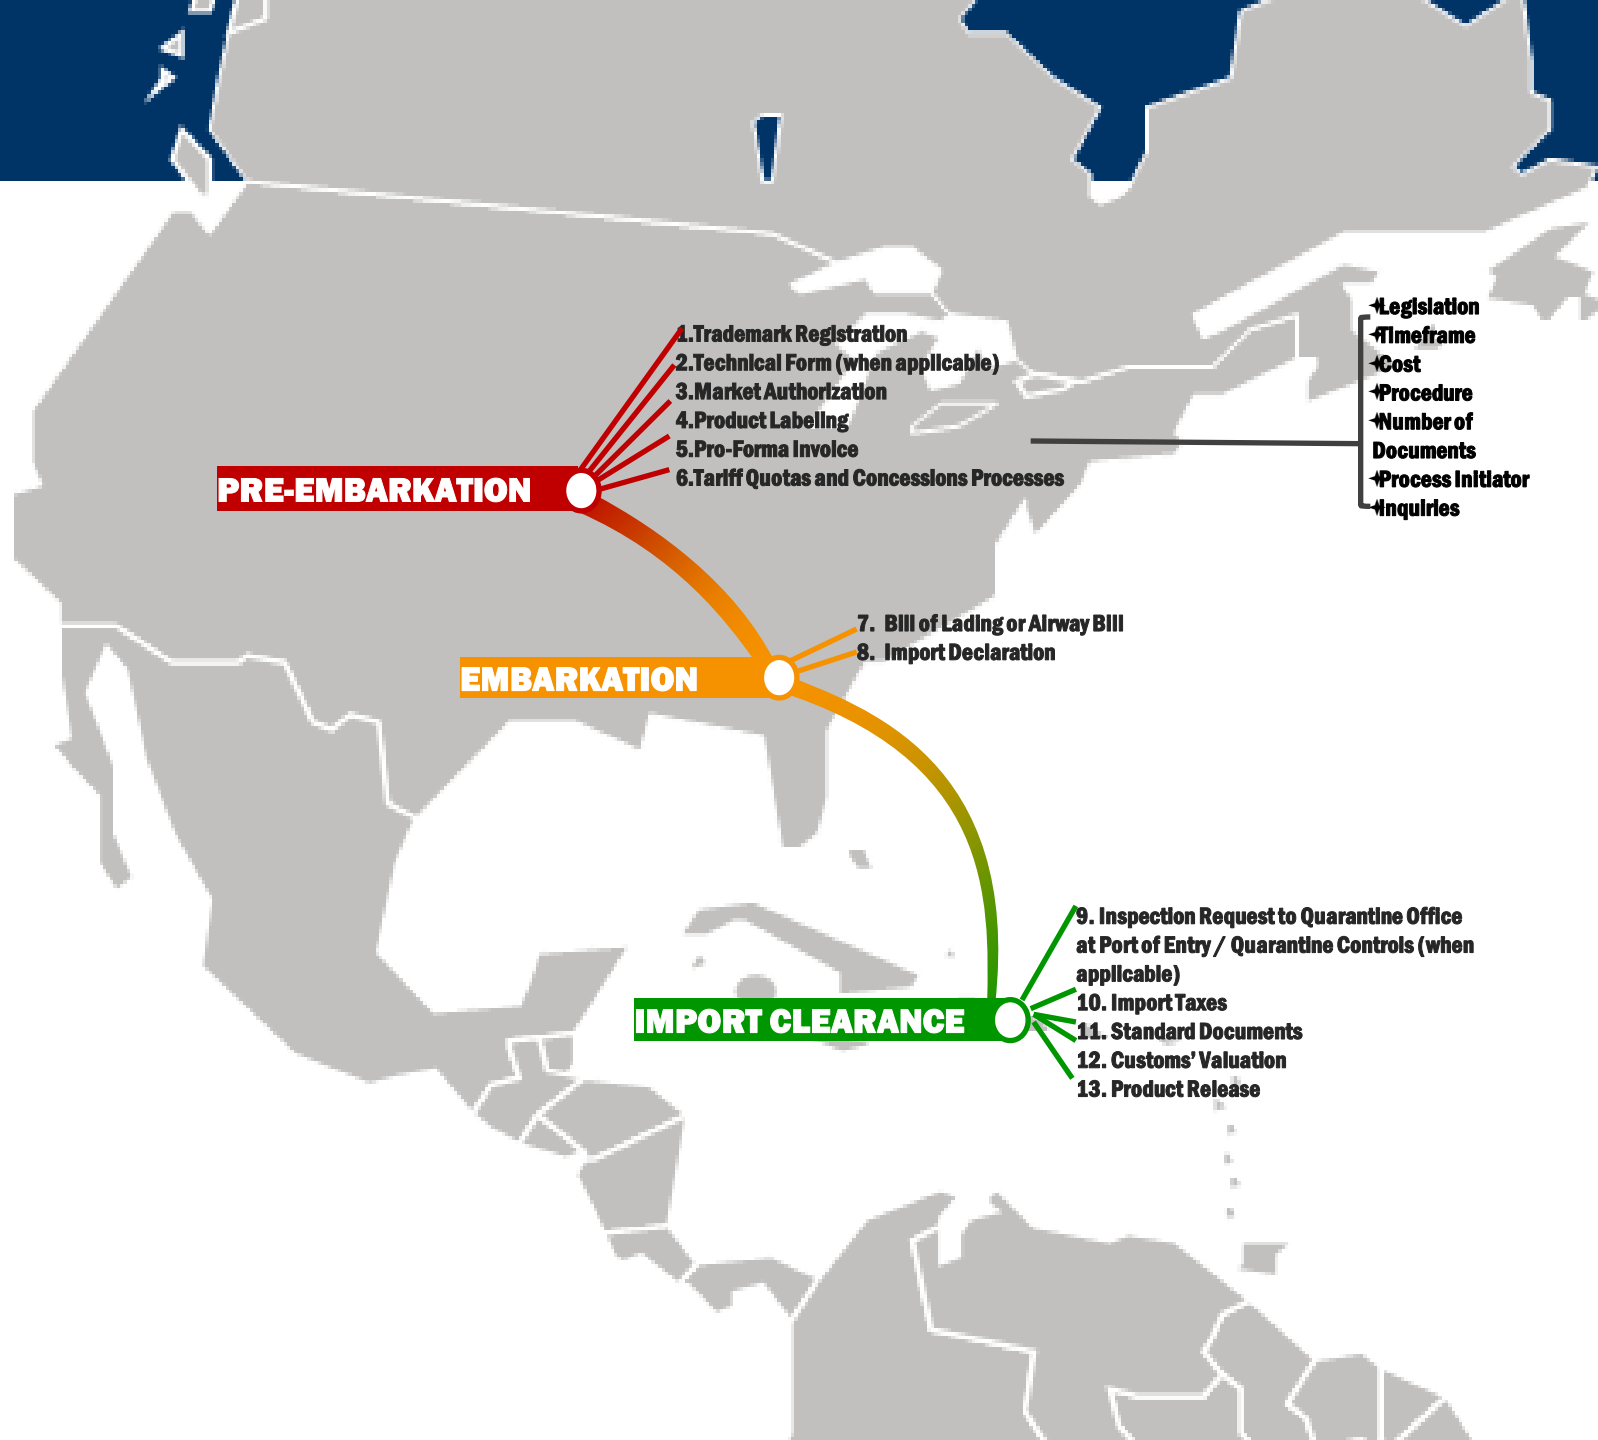 1.Trademark Registration
2.Technical Form (when applicable)
3.Market Authorization
4.Product Labeling
5.Pro-Forma Invoice
6.Tariff Quotas and Concessions Processes
PRE-EMBARKATION
Legislation
Timeframe
Cost
Procedure
Number of
Documents
Process Initiator
Inquiries
7. Bill of Lading or Airway Bill
8. Import Declaration
EMBARKATION
9. Inspection Request to Quarantine Office
at Port of Entry / Quarantine Controls (when
applicable)
10. Import Taxes
11. Standard Documents
12. Customs' Valuation
13. Product Release
IMPORT CLEARANCE